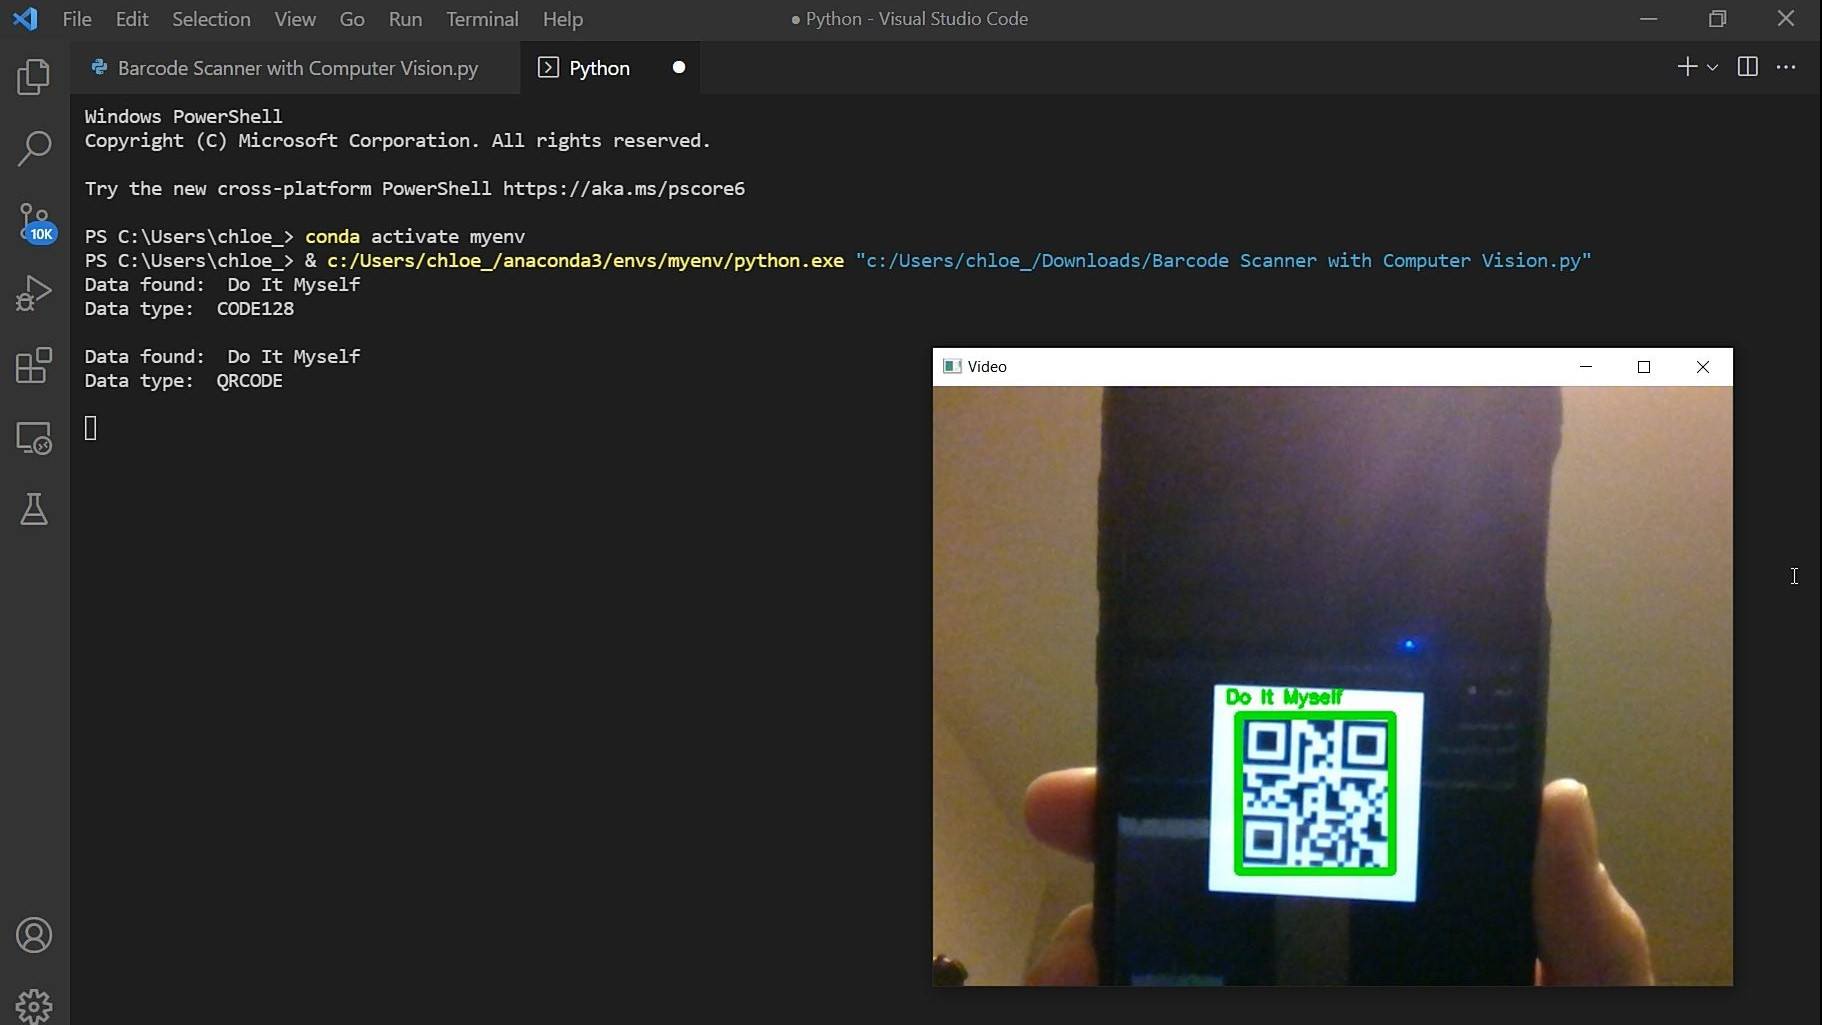 File Edit Selection View Go Run Terminal Help
● Python - Visual Studio Code
Barcode Scanner with Computer Vision.py
Python
Windows PowerShell
Copyright (C) Microsoft Corporation. All rights reserved.
Try the new cross-platform PowerShell https://aka.ms/pscore6
10K
PS C:\Users\chloe_> conda activate myenv
PS C:\Users\chloe_> & c:/Users/chloe_/anaconda3/envs/myenv/python.exe "c:/Users/chloe_/Downloads/Barcode Scanner with Computer Vision.py"
Data found:  Do It Myself
Data type:  CODE128
Data found:  Do It Myself
Data type:  QRCODE
Video
Do It Myself